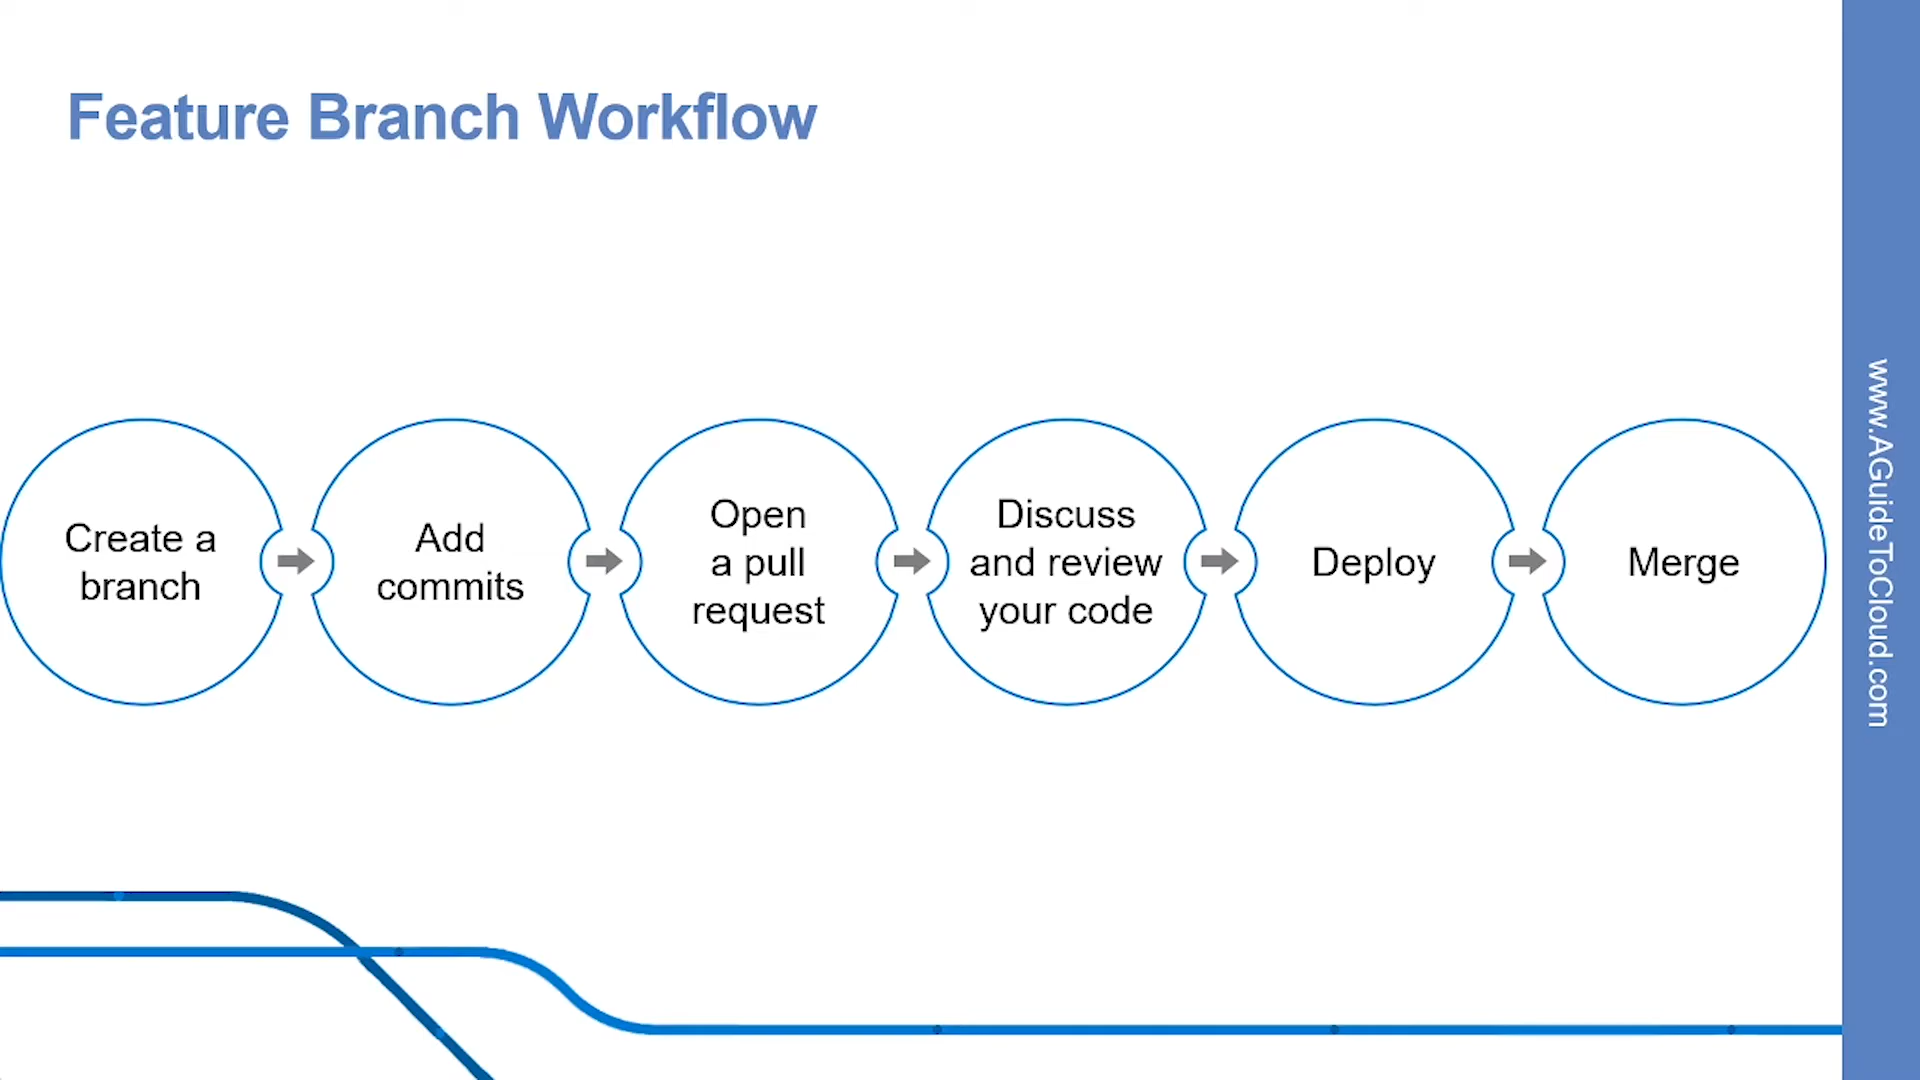 Feature Branch Workflow
Create a
branch
Add
commits
Open
a pull
request
Discuss
and review
your code
Deploy
Merge
www.AGuideToCloud.com